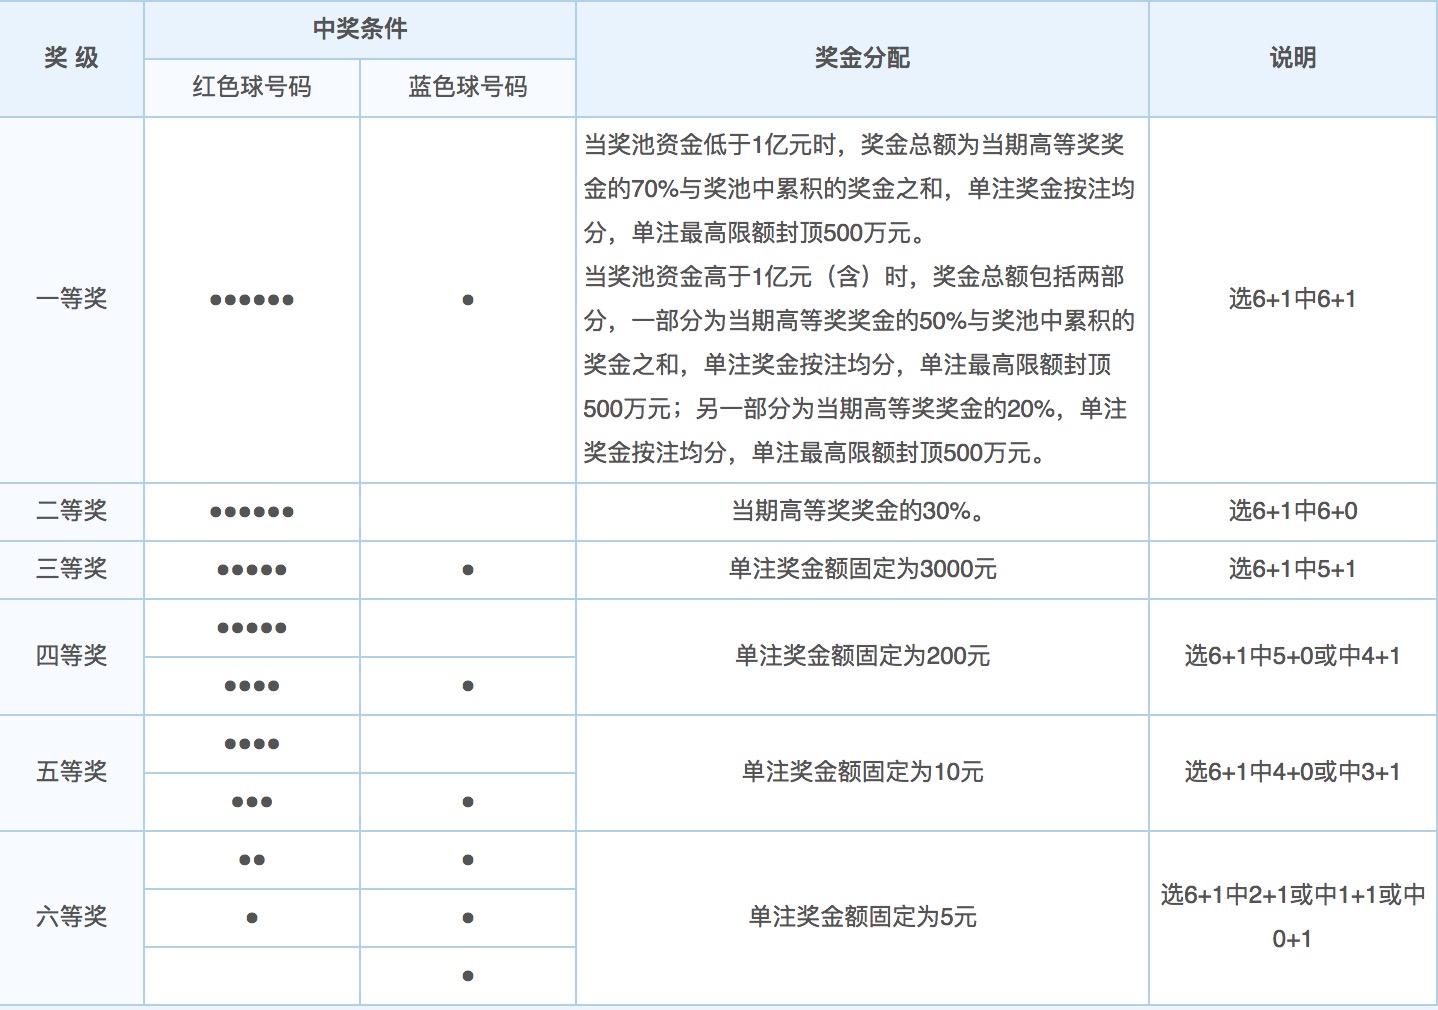 奖 级
中奖条件
奖金分配
说明
红色球号码
蓝色球号码
一等奖
●●●●●●
●
当奖池资金低于1亿元时，奖金总额为当期高等奖奖
金的70%与奖池中累积的奖金之和，单注奖金按注均
分，单注最高限额封顶500万元。
当奖池资金高于1亿元（含）时，奖金总额包括两部
分，一部分为当期高等奖奖金的50%与奖池中累积的
奖金之和，单注奖金按注均分，单注最高限额封顶
500万元；另一部分为当期高等奖奖金的20%，单注
奖金按注均分，单注最高限额封顶500万元。
选6+1中6+1
二等奖
●●●●●●
当期高等奖奖金的30%。
选6+1中6+0
三等奖
●●●●●
●
单注奖金额固定为3000元
选6+1中5+1
四等奖
●●●●●
●●●●
●
单注奖金额固定为200元
选6+1中5+0或中4+1
五等奖
●●●●
●●●
●
单注奖金额固定为10元
选6+1中4+0或中3+1
六等奖
●●
●
●
●
●
单注奖金额固定为5元
选6+1中2+1或中1+1或中
0+1